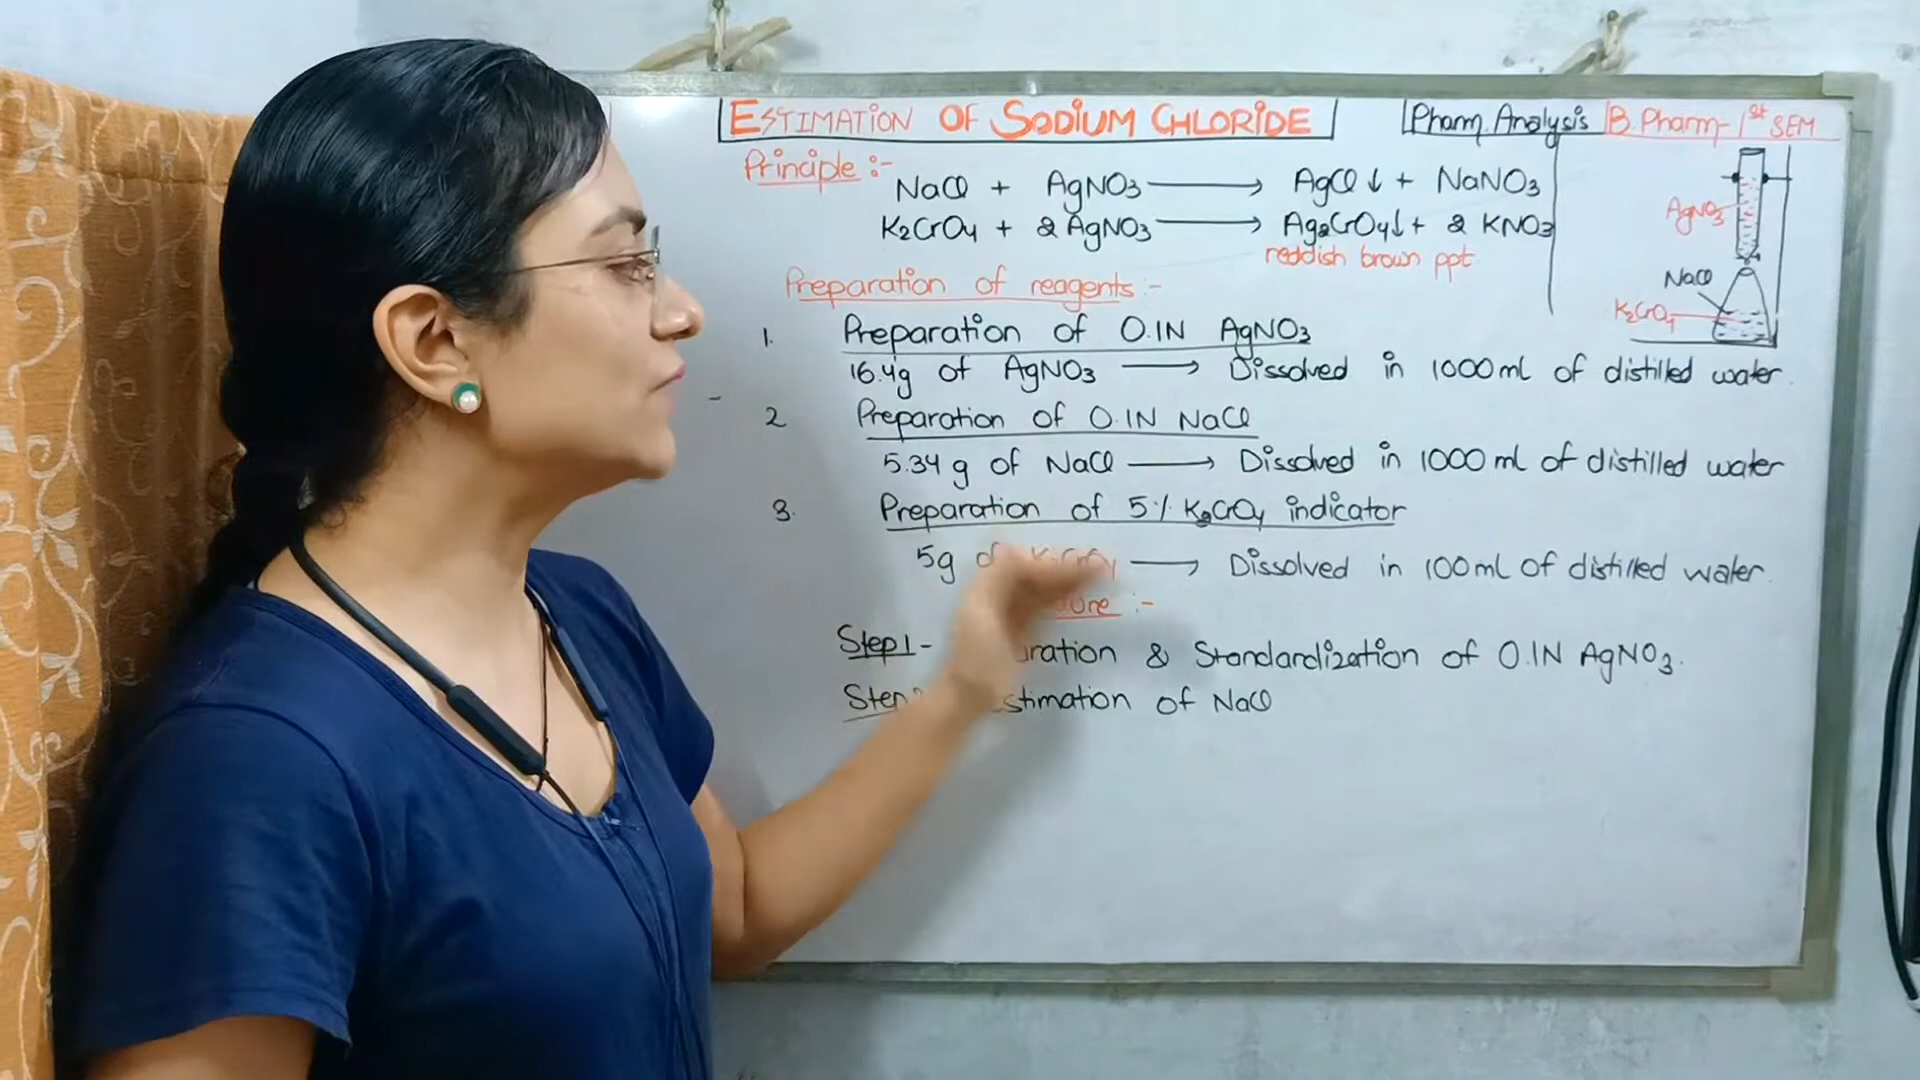 ESTIMATION OF SODIUM CHLORIDE
Pharm. Analysis B.Pharm- 1st SEM
Principle :-
NaCl + AgNO3 → AgCl↓ + NaNO3
K2CrO4 + 2 AgNO3 → Ag2CrO4↓ + 2 KNO3
reddish brown ppt
AgNO3
NaCl
K2CrO4
Preparation of reagents :-
1. Preparation of 0.1N AgNO3
16.4g of AgNO3 → Dissolved in 1000ml of distilled water.
2 Preparation of 0.1N NaCl
5.34 g of NaCl → Dissolved in 1000 ml of distilled water
3. Preparation of 5% K2CrO4 indicator
5g of K2CrO4 → Dissolved in 100ml of distilled water.
:-
Step 1- & Standardization of 0.1N AgNO3.
of NaCl